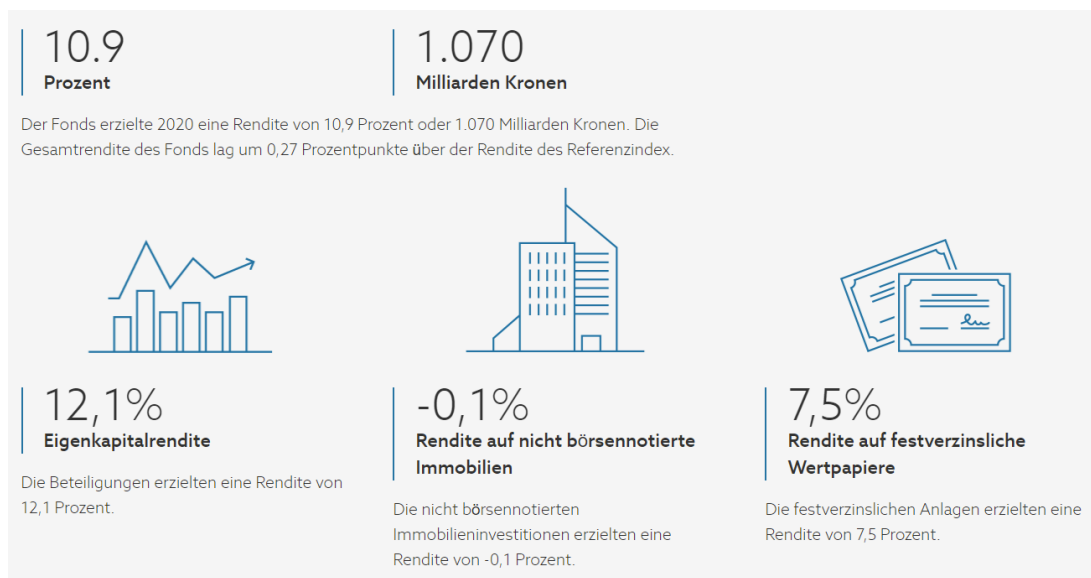 10.9
Prozent
1.070
Milliarden Kronen
Der Fonds erzielte 2020 eine Rendite von 10,9 Prozent oder 1.070 Milliarden Kronen. Die
Gesamtrendite des Fonds lag um 0,27 Prozentpunkte über der Rendite des Referenzindex.
12,1%
Eigenkapitalrendite
Die Beteiligungen erzielten eine Rendite von
12,1 Prozent.
-0,1%
Rendite auf nicht börsennotierte
Immobilien
Die nicht börsennotierten
Immobilieninvestitionen erzielten eine
Rendite von -0,1 Prozent.
7,5%
Rendite auf festverzinsliche
Wertpapiere
Die festverzinslichen Anlagen erzielten eine
Rendite von 7,5 Prozent.